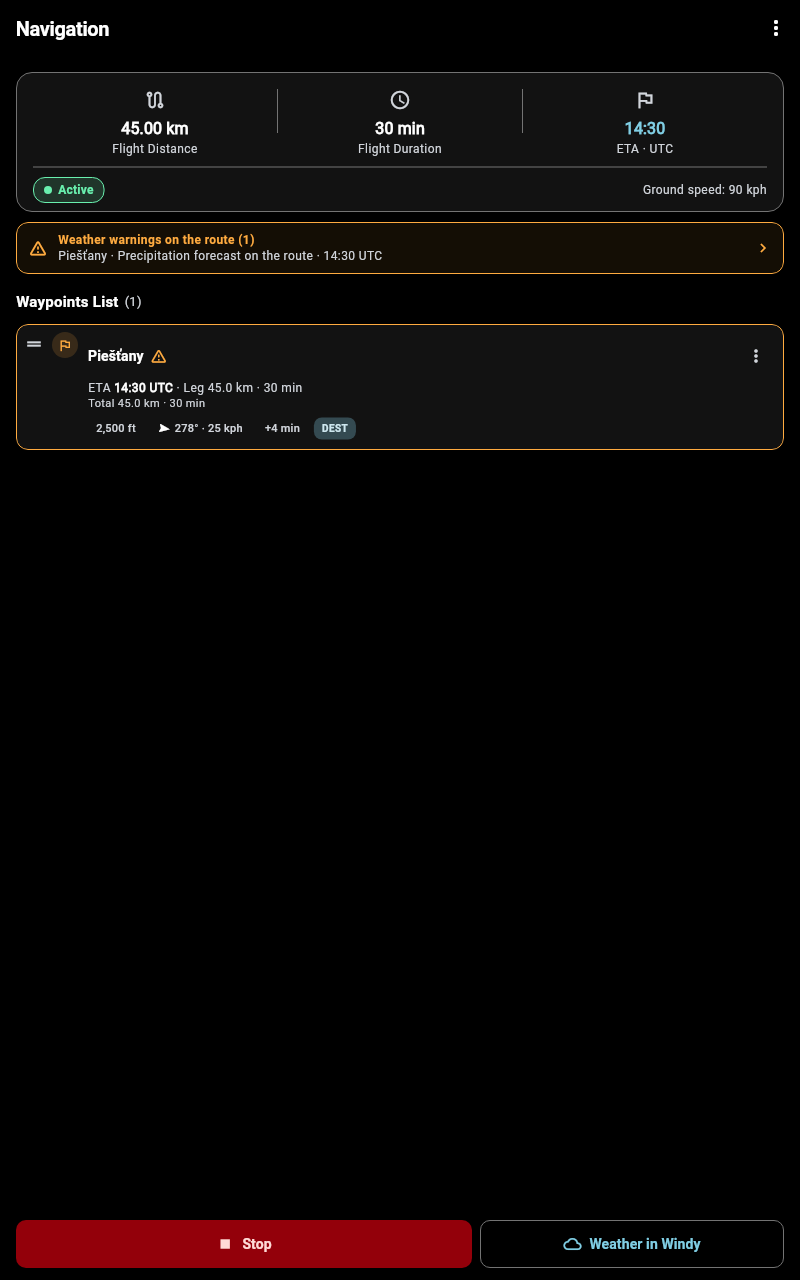 Navigation
45.00 km
Flight Distance
30 min
Flight Duration
14:30
ETA · UTC
Active
Ground speed: 90 kph
Weather warnings on the route (1)
Piešťany · Precipitation forecast on the route · 14:30 UTC
Waypoints List (1)
Piešťany
ETA 14:30 UTC · Leg 45.0 km · 30 min
Total 45.0 km · 30 min
2,500 ft 278° · 25 kph +4 min DEST
Stop
Weather in Windy